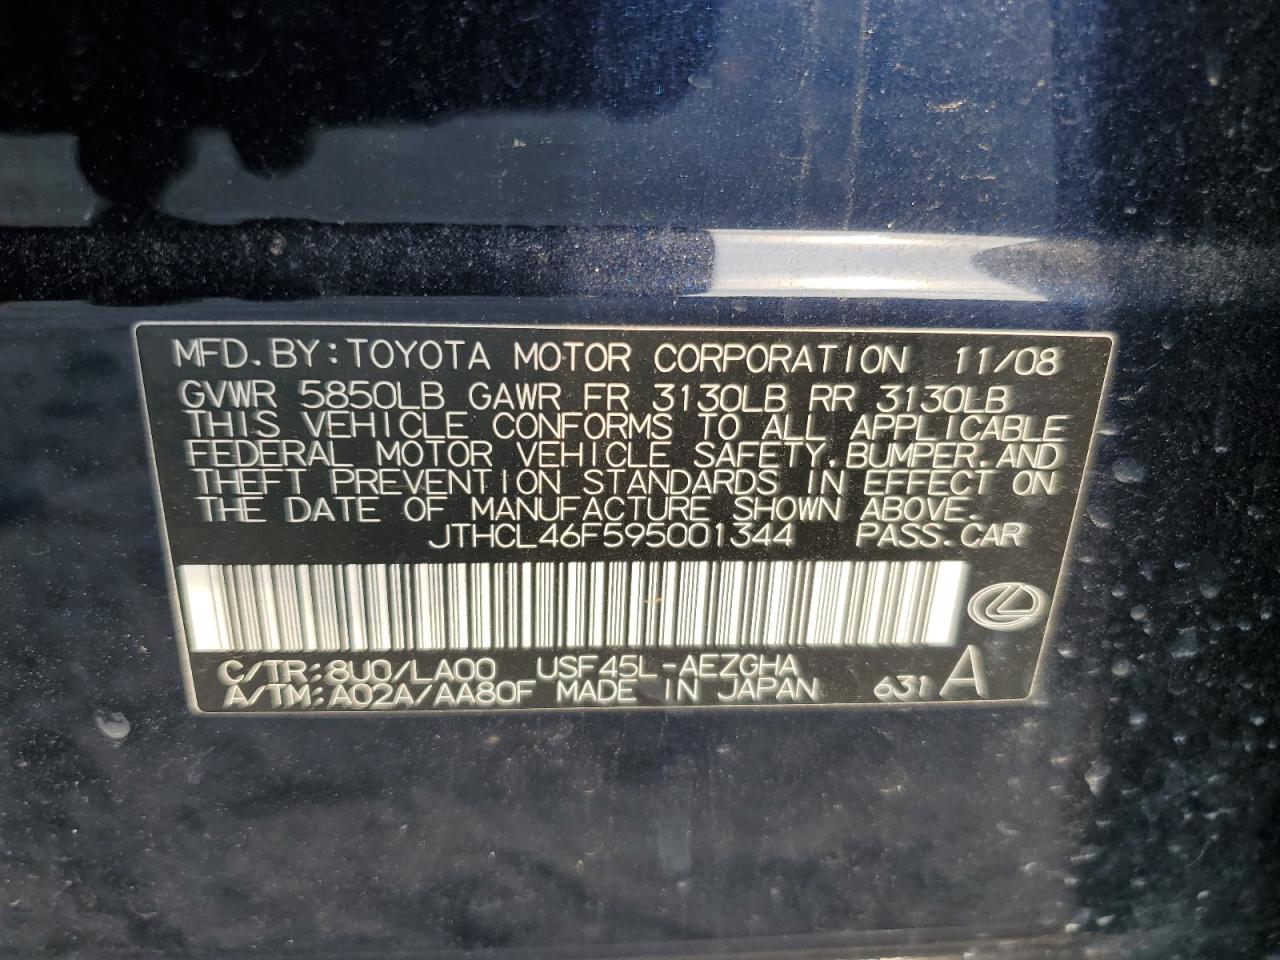 MFD.BY:TOYOTA MOTOR CORPORATION 11/08
GVWR 5850LB GAWR FR 3130LB RR 3130LB
THIS VEHICLE CONFORMS TO ALL APPLICABLE
FEDERAL MOTOR VEHICLE SAFETY,BUMPER,AND
THEFT PREVENTION STANDARDS IN EFFECT ON
THE DATE OF MANUFACTURE SHOWN ABOVE.
JTHCL46F595001344 PASS.CAR
C/TR:8U0/LA00 USF45L-AEZGHA
A/TM:A02A/AA80F MADE IN JAPAN 631 A